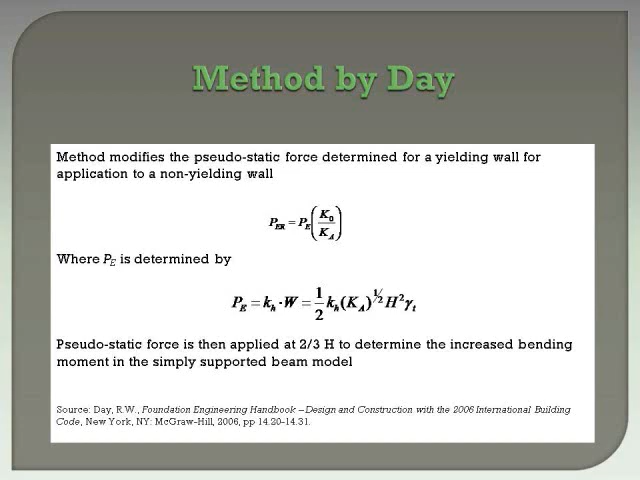 Method by Day
Method modifies the pseudo-static force determined for a yielding wall for
application to a non-yielding wall
P_ER = P_E (K_0 / K_A)
Where P_E is determined by
P_E = k_h · W = 1/2 k_h (K_A)^1/2 H^2 γ_t
Pseudo-static force is then applied at 2/3 H to determine the increased bending
moment in the simply supported beam model
Source: Day, R.W., Foundation Engineering Handbook – Design and Construction with the 2006 International Building
Code, New York, NY: McGraw-Hill, 2006, pp 14.20-14.31.